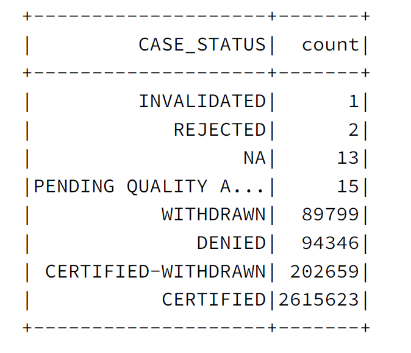 +-------------------+-------+
|        CASE_STATUS|  count|
+-------------------+-------+
|        INVALIDATED|      1|
|           REJECTED|      2|
|                 NA|     13|
|PENDING QUALITY A...|     15|
|          WITHDRAWN|  89799|
|             DENIED|  94346|
| CERTIFIED-WITHDRAWN| 202659|
|          CERTIFIED|2615623|
+-------------------+-------+